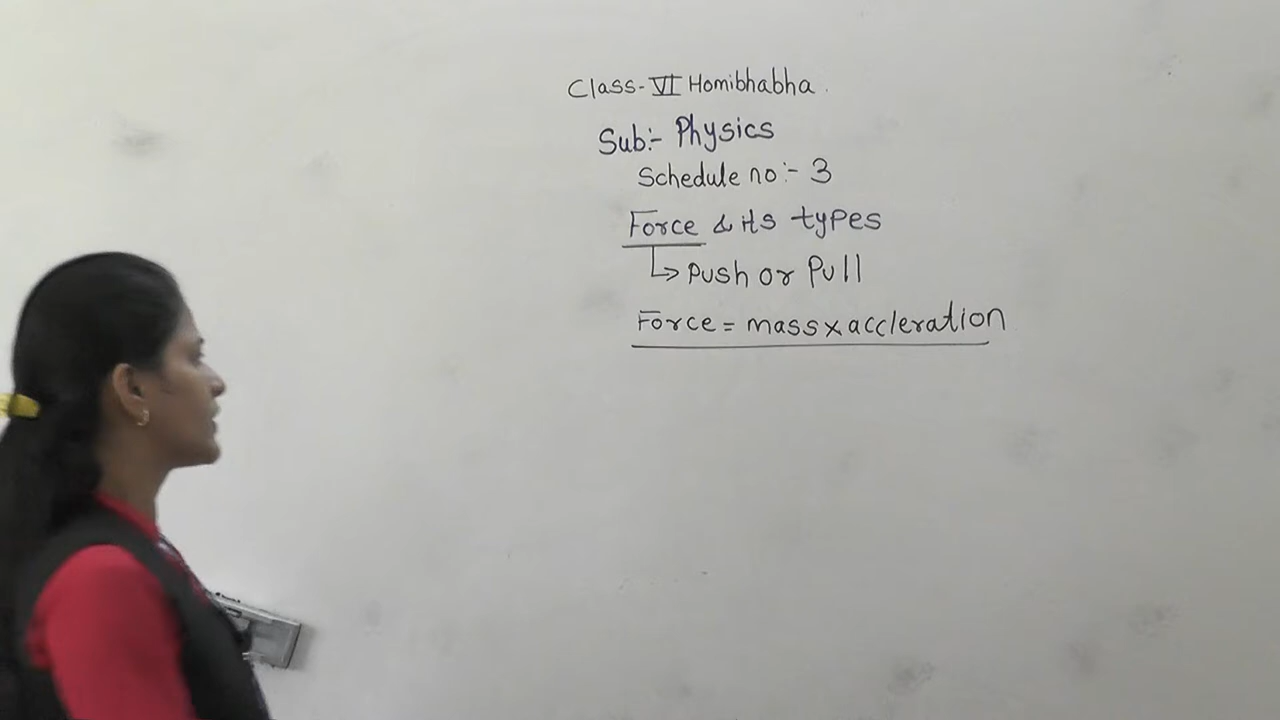 Class-VI Homibhabha.
Sub:- Physics
Schedule no:- 3
Force & its types
↳ Push or Pull
Force = mass x accleration